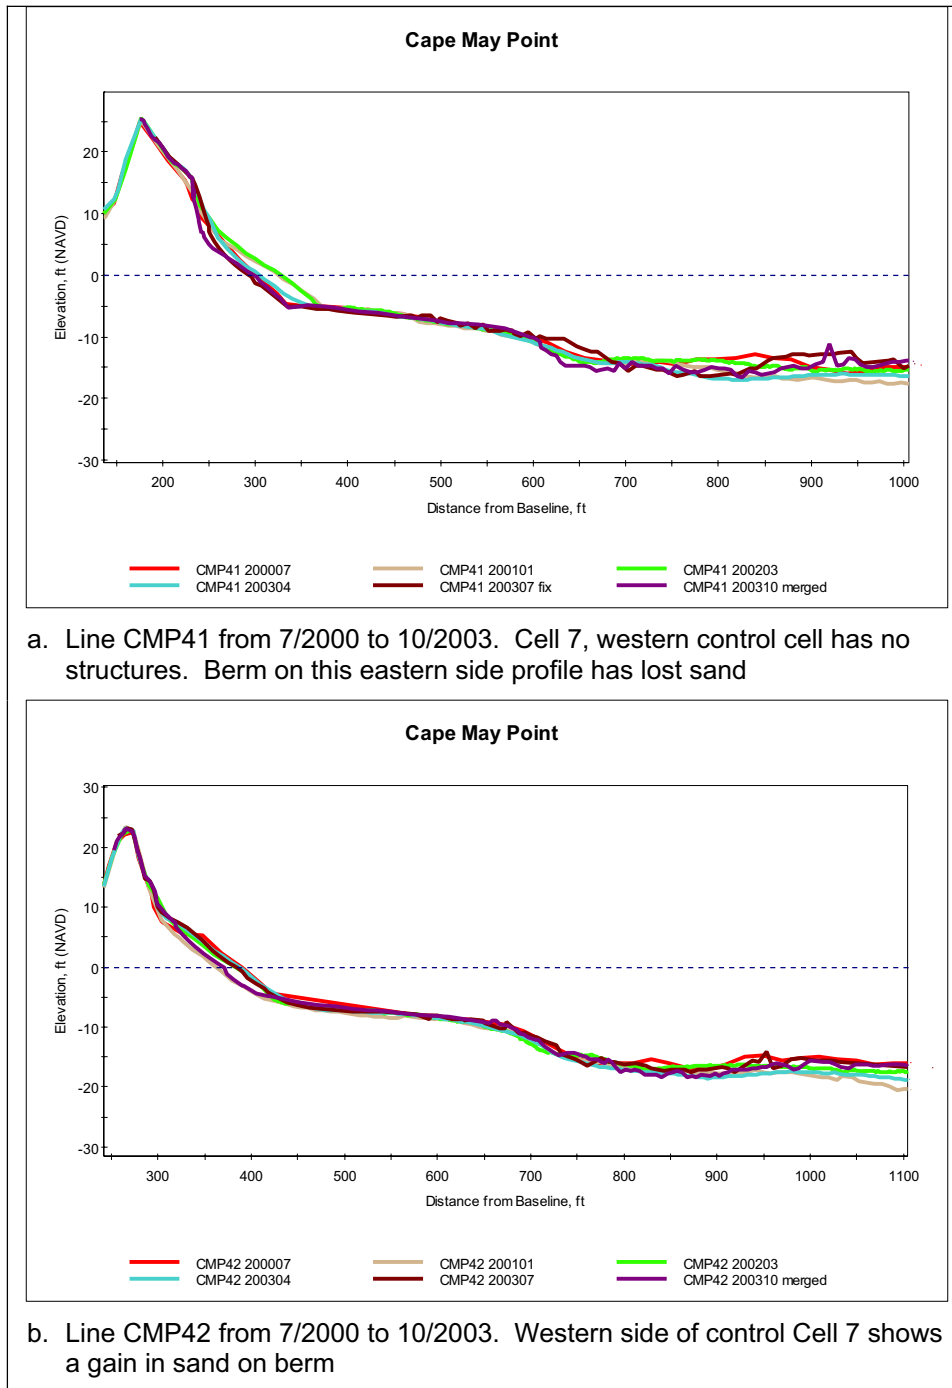 Cape May Point
20
10
0
-10
-20
-30
Elevation, ft (NAVD)
200 300 400 500 600 700 800 900 1000
Distance from Baseline, ft
CMP41 200007 CMP41 200101 CMP41 200203
CMP41 200304 CMP41 200307 fix CMP41 200310 merged
a. Line CMP41 from 7/2000 to 10/2003. Cell 7, western control cell has no
structures. Berm on this eastern side profile has lost sand
Cape May Point
30
20
10
0
-10
-20
-30
Elevation, ft (NAVD)
300 400 500 600 700 800 900 1000 1100
Distance from Baseline, ft
CMP42 200007 CMP42 200101 CMP42 200203
CMP42 200304 CMP42 200307 CMP42 200310 merged
b. Line CMP42 from 7/2000 to 10/2003. Western side of control Cell 7 shows
a gain in sand on berm